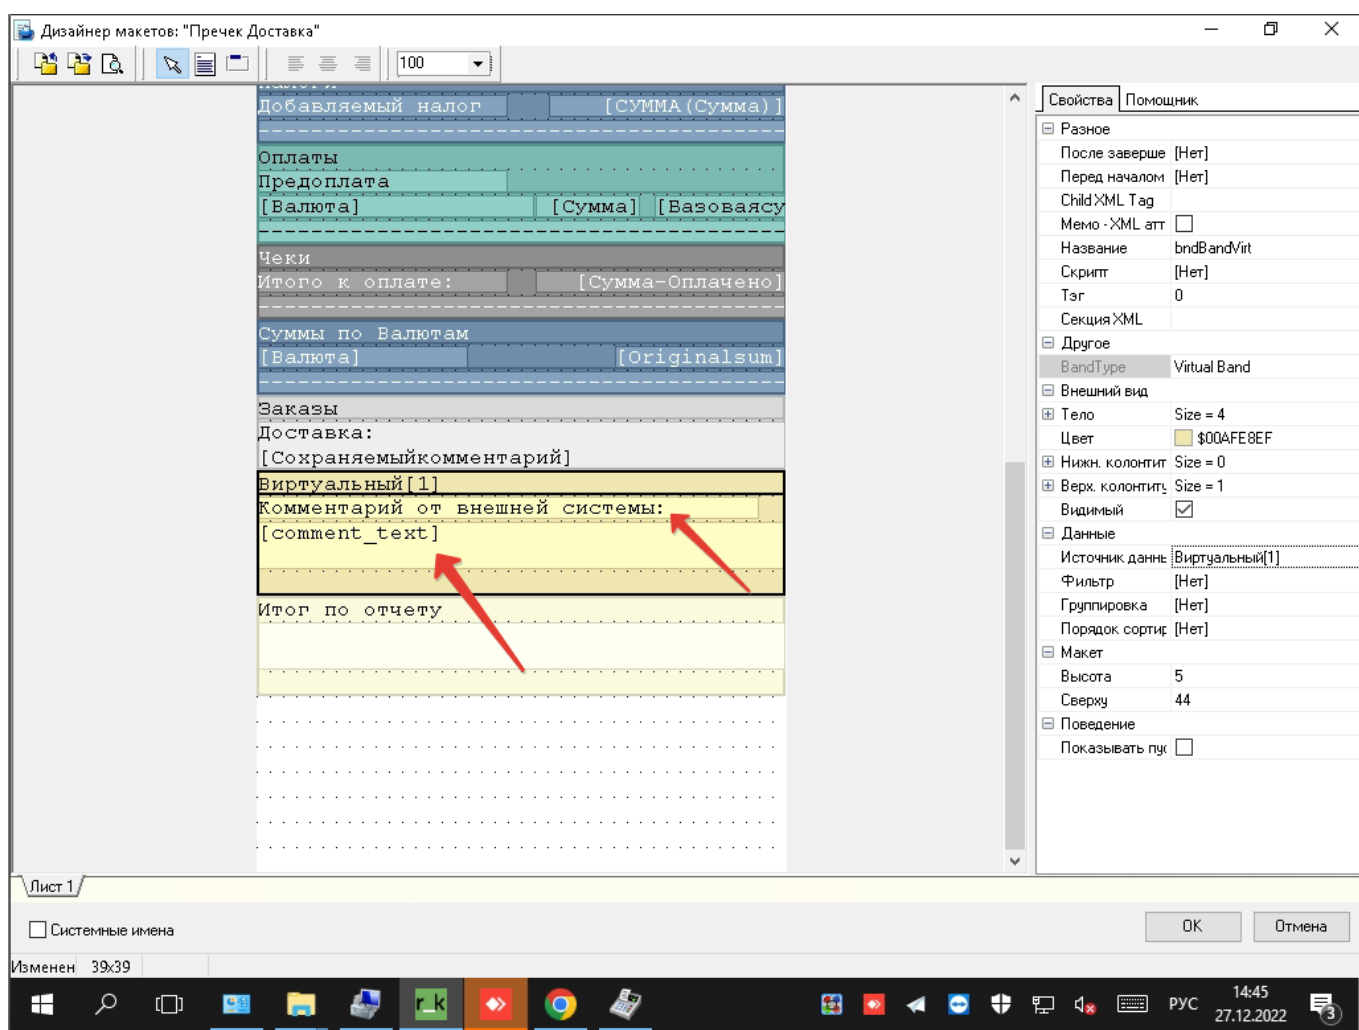 Дизайнер макетов: "Пречек Доставка"
100
Добавляемый налог [СУММА(Сумма)]
Оплаты
Предоплата
[Валюта] [Сумма] [Базоваясу
Чеки
Итого к оплате: [Сумма-Оплачено]
Суммы по Валютам
[Валюта] [Originalsum]
Заказы
Доставка:
[Сохраняемыйкомментарий]
Виртуальный[1]
Комментарий от внешней системы:
[comment_text]
Итог по отчету
Свойства Помощник
Разное
После заверше [Нет]
Перед началом [Нет]
Child XML Tag
Мемо - XML атт
Название bndBandVirt
Скрипт [Нет]
Тэг 0
Секция XML
Другое
BandType Virtual Band
Внешний вид
Тело Size = 4
Цвет $00AFE8EF
Нижн. колонтит Size = 0
Верх. колонтиту Size = 1
Видимый
Данные
Источник данны Виртуальный[1]
Фильтр [Нет]
Группировка [Нет]
Порядок сортир [Нет]
Макет
Высота 5
Сверху 44
Поведение
Показывать пус
Лист 1
Системные имена
OK Отмена
Изменен 39x39
r_k
РУС
14:45
27.12.2022
3